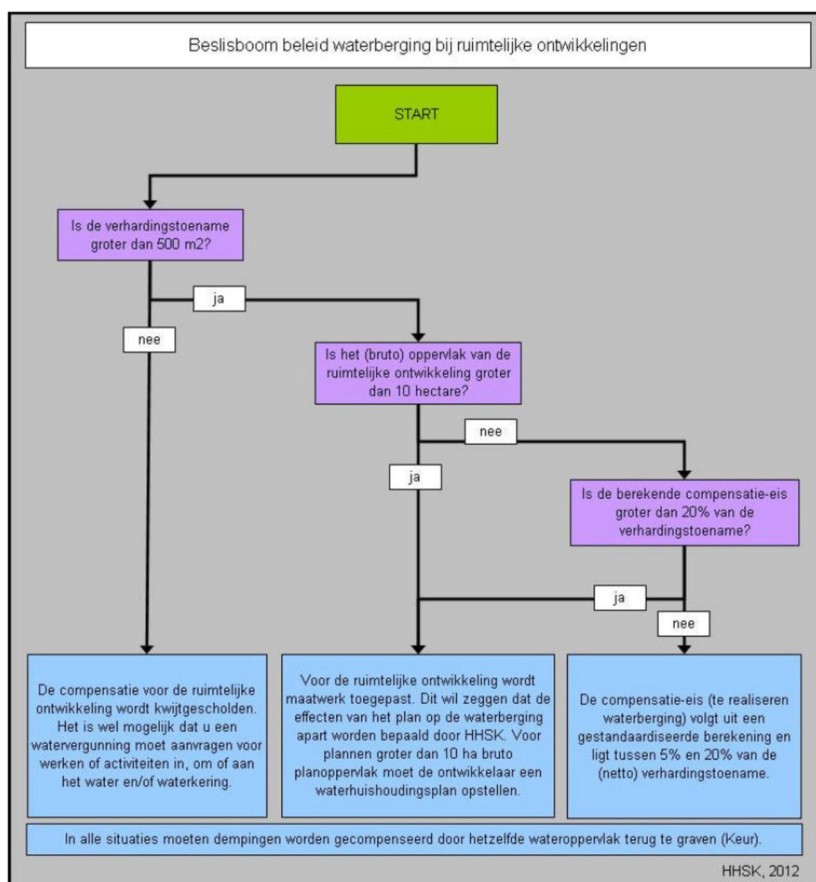 Beslisboom beleid waterberging bij ruimtelijke ontwikkelingen
START
Is de verhardingstoename
groter dan 500 m2?
ja
nee
Is het (bruto) oppervlak van de
ruimtelijke ontwikkeling groter
dan 10 hectare?
nee
ja
Is de berekende compensatie-eis
groter dan 20% van de
verhardingstoename?
ja
nee
De compensatie voor de ruimtelijke
ontwikkeling wordt kwijtgescholden.
Het is wel mogelijk dat u een
watervergunning moet aanvragen voor
werken of activiteiten in, om of aan
het water en/of waterkering.
Voor de ruimtelijke ontwikkeling wordt
maatwerk toegepast. Dit wil zeggen dat de
effecten van het plan op de waterberging
apart worden bepaald door HHSK. Voor
plannen groter dan 10 ha bruto
planoppervlak moet de ontwikkelaar een
waterhuishoudingsplan opstellen.
De compensatie-eis (te realiseren
waterberging) volgt uit een
gestandaardiseerde berekening en
ligt tussen 5% en 20% van de
(netto) verhardingstoename.
In alle situaties moeten dempingen worden gecompenseerd door hetzelfde wateroppervlak terug te graven (Keur).
HHSK, 2012